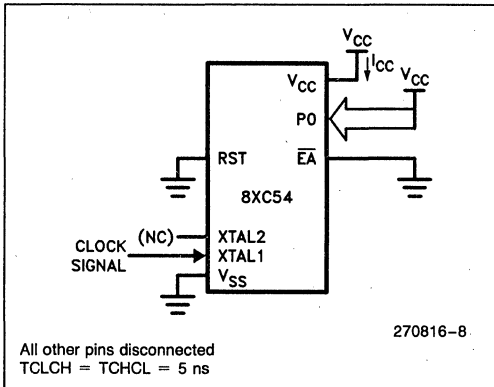 VCC
ICC
VCC
VCC
P0
RST
EA
8XC54
(NC)
XTAL2
CLOCK
SIGNAL
XTAL1
VSS
270816-8
All other pins disconnected
TCLCH = TCHCL = 5 ns